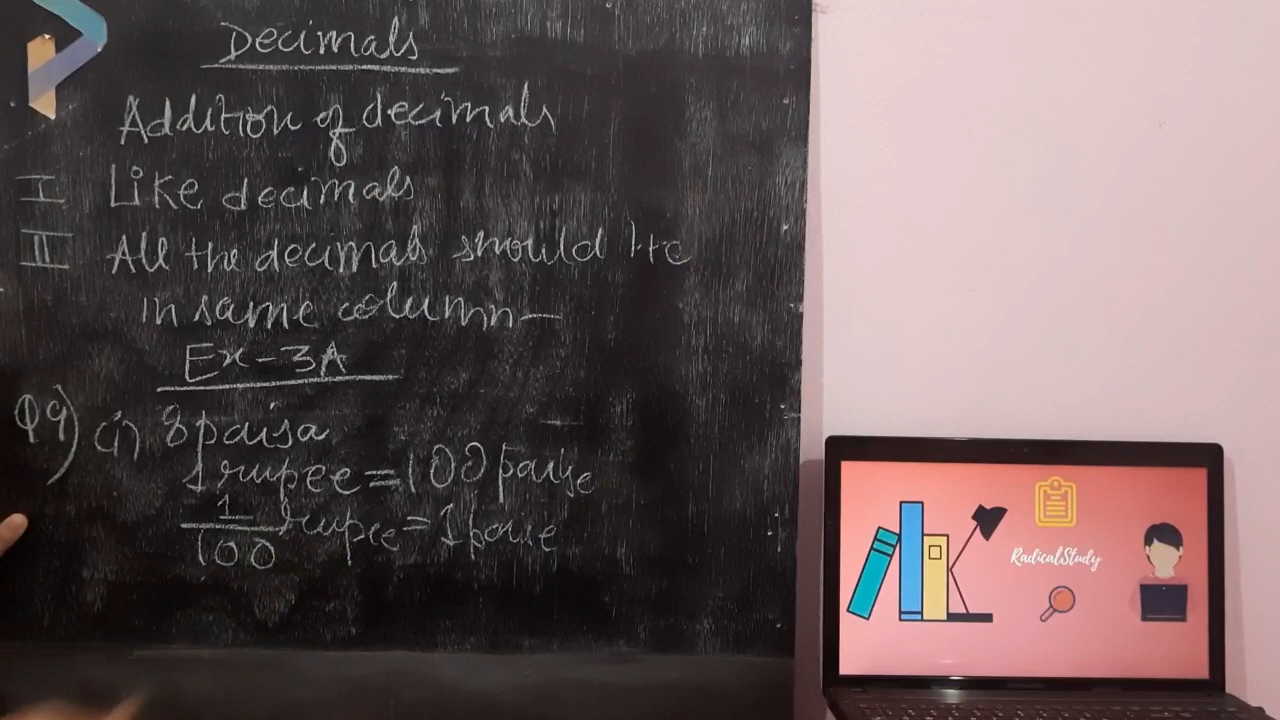 Decimals
Addition of decimals
I Like decimals
II All the decimals should be
in same column
Ex-3A
Q9) (i) 8 paisa
1 rupee = 100 paise
1/100 rupee = 1 paise
RadicalStudy